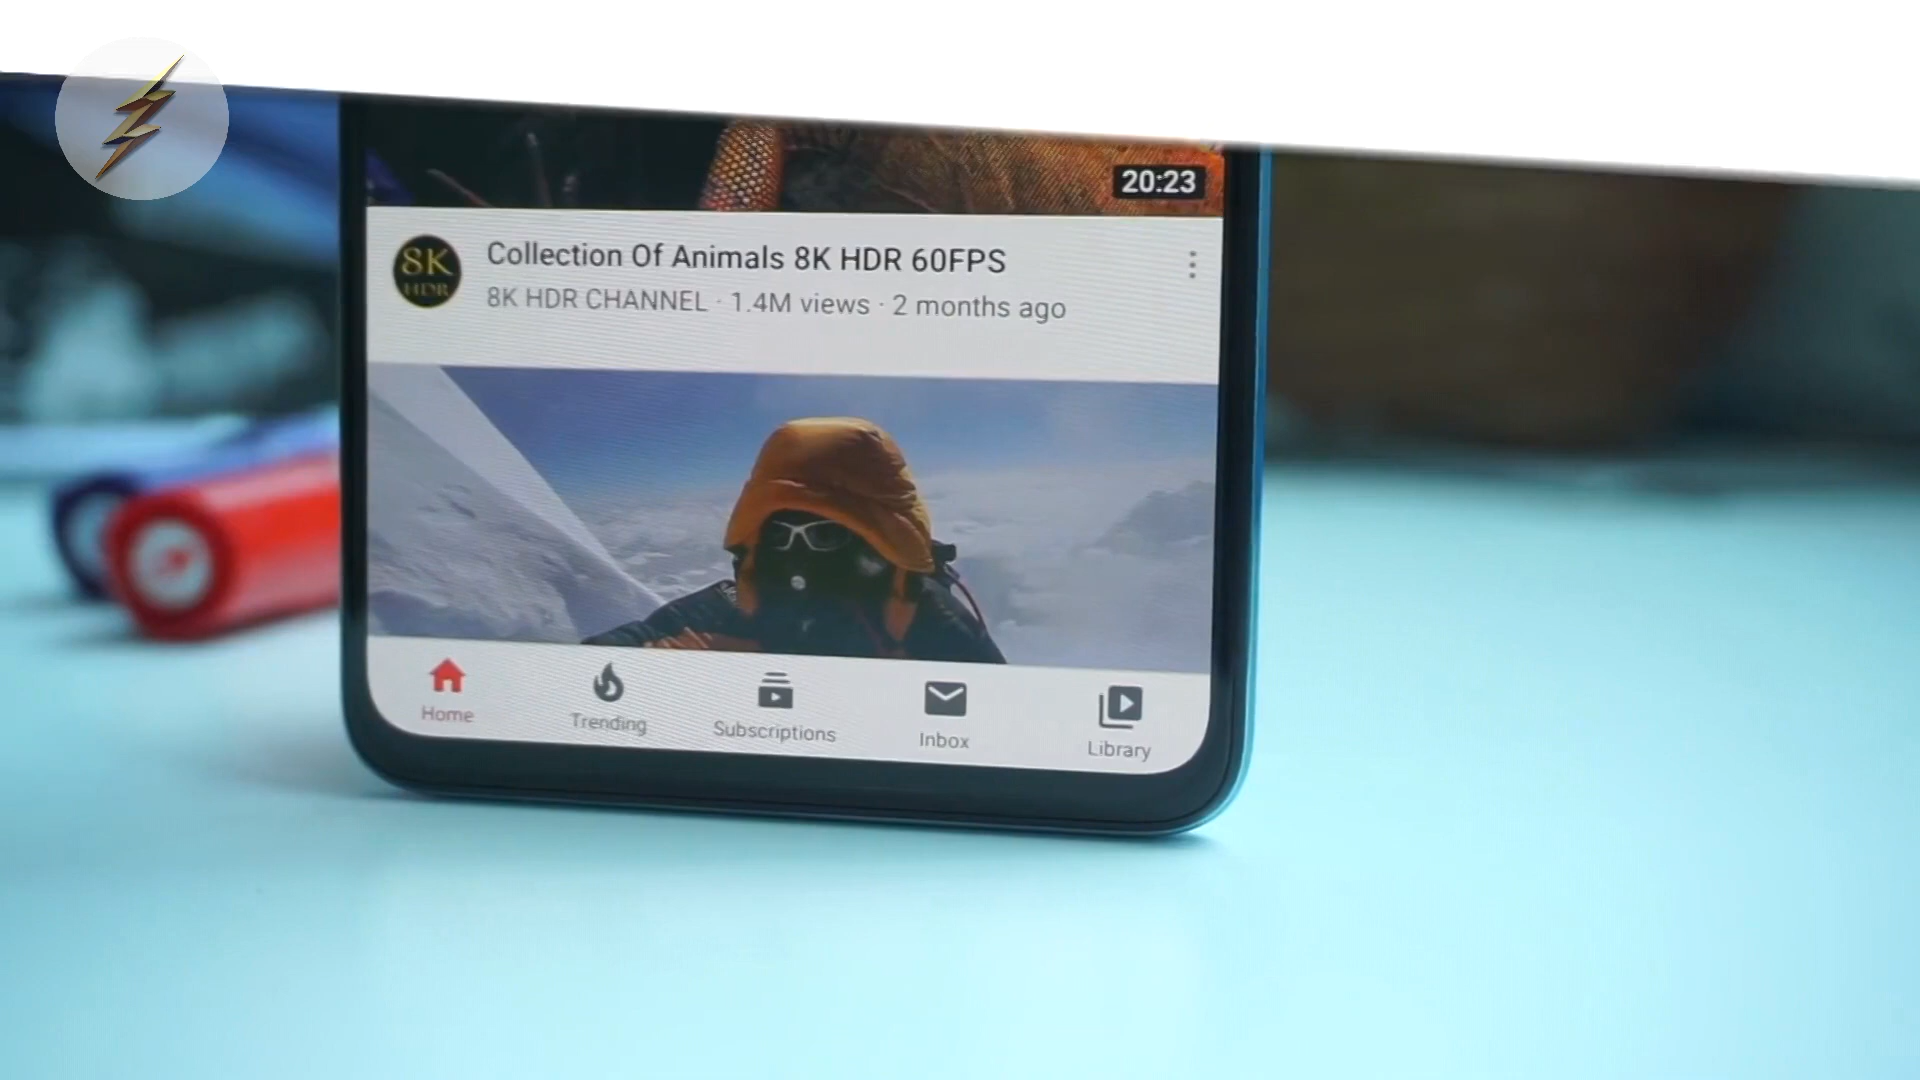 20:23
8K
HDR
Collection Of Animals 8K HDR 60FPS
8K HDR CHANNEL · 1.4M views · 2 months ago
Home
Trending
Subscriptions
Inbox
Library